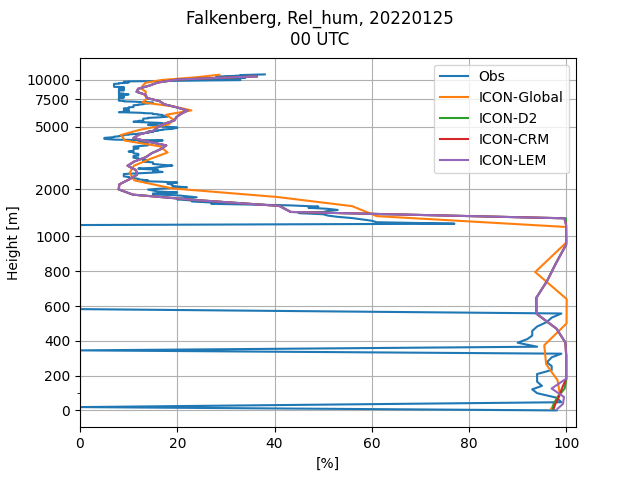 Falkenberg, Rel_hum, 20220125
00 UTC
Obs
ICON-Global
ICON-D2
ICON-CRM
ICON-LEM
10000
7500
5000
2000
1000
800
600
400
200
0
Height [m]
0 20 40 60 80 100
[%]